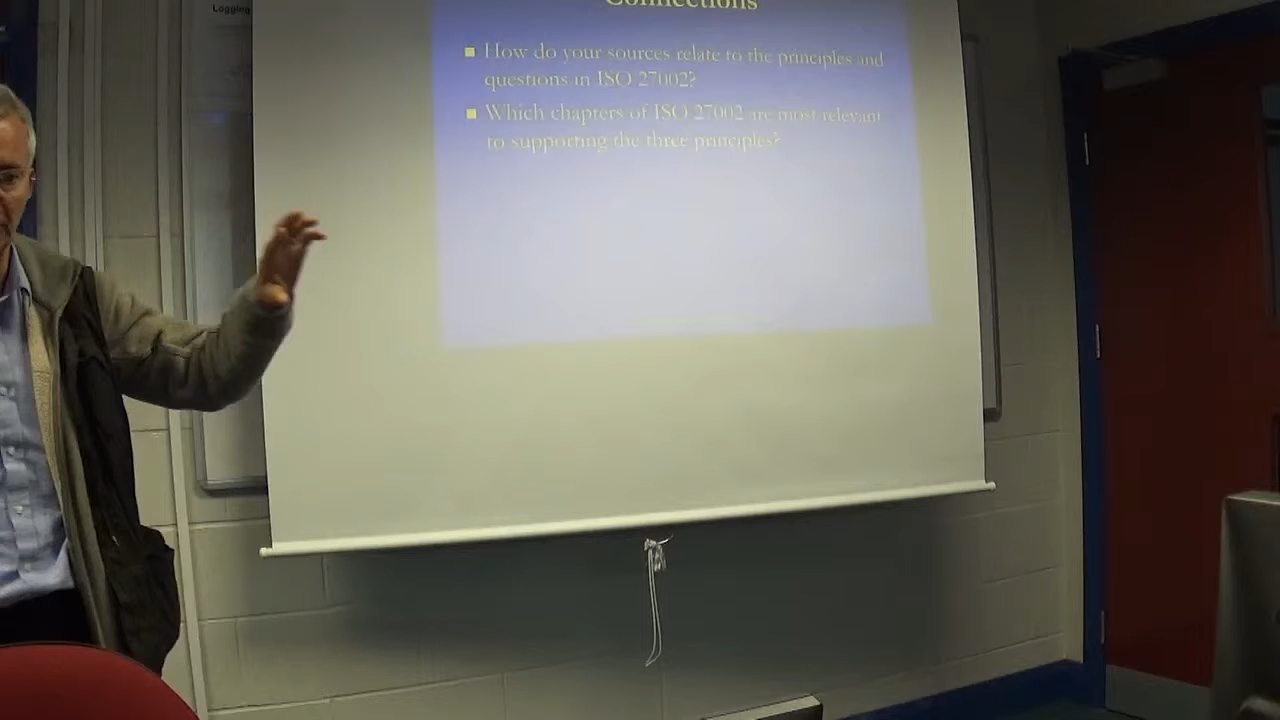 Logging
Connections
How do your sources relate to the principles and
questions in ISO 27002?
Which chapters of ISO 27002 are most relevant
to supporting the three principles?